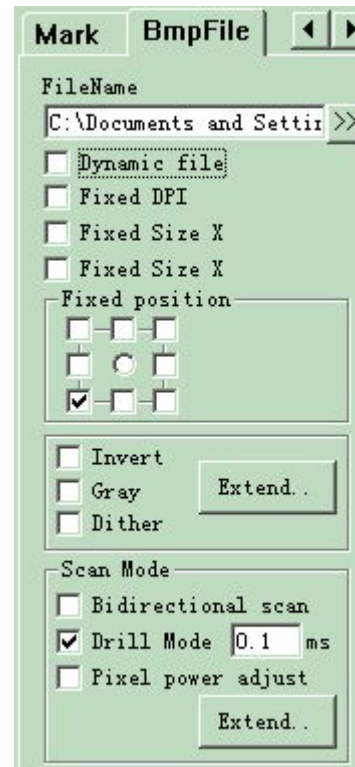 Mark BmpFile
FileName
C:\Documents and Settir >>
Dynamic file
Fixed DPI
Fixed Size X
Fixed Size X
Fixed position
Invert
Gray
Extend..
Dither
Scan Mode
Bidirectional scan
Drill Mode 0.1 ms
Pixel power adjust
Extend..